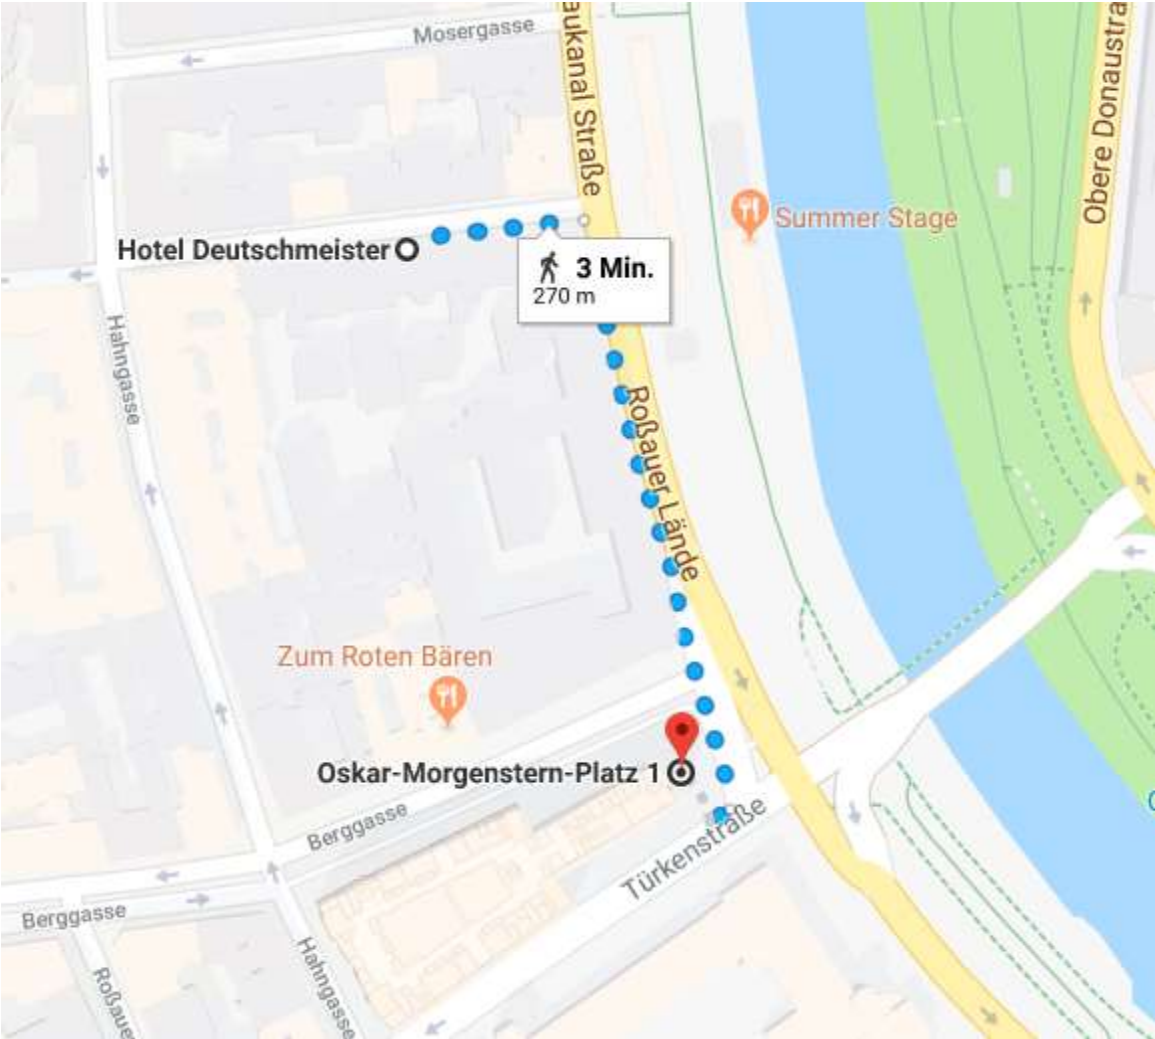 Mosergasse
aukanal Straße
Obere Donaustra
Summer Stage
Hotel Deutschmeister
3 Min.
270 m
Hahngasse
Roßauer Lände
Zum Roten Bären
Oskar-Morgenstern-Platz 1
Berggasse
Türkenstraße
Berggasse
Hahngasse
Roßaue